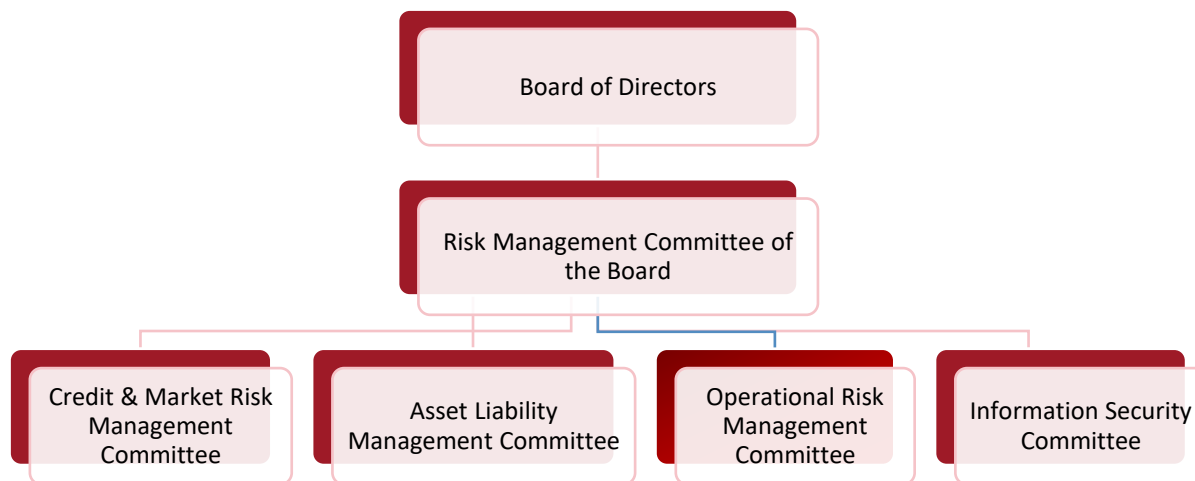 Board of Directors
Risk Management Committee of
the Board
Credit & Market Risk
Management
Committee
Asset Liability
Management Committee
Operational Risk
Management
Committee
Information Security
Committee